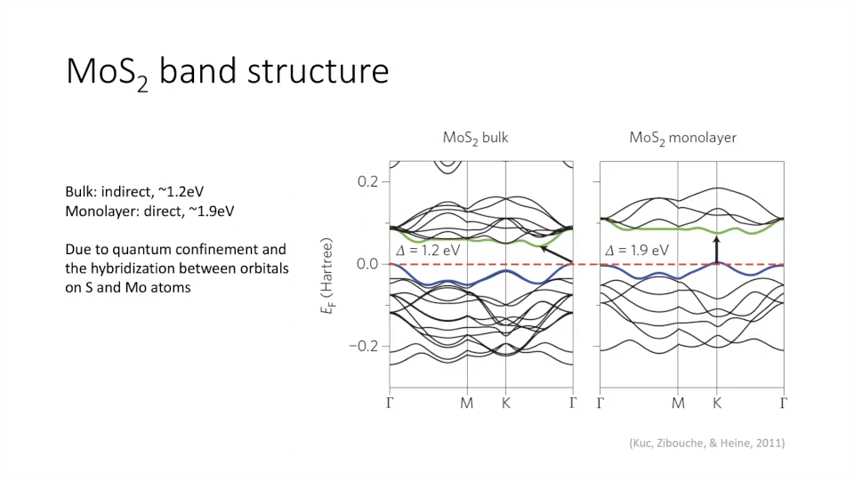 MoS2 band structure
Bulk: indirect, ~1.2eV
Monolayer: direct, ~1.9eV
Due to quantum confinement and
the hybridization between orbitals
on S and Mo atoms
MoS2 bulk
MoS2 monolayer
EF (Hartree)
0.2
0.0
−0.2
Δ = 1.2 eV
Δ = 1.9 eV
Γ M K Γ
Γ M K Γ
(Kuc, Zibouche, & Heine, 2011)